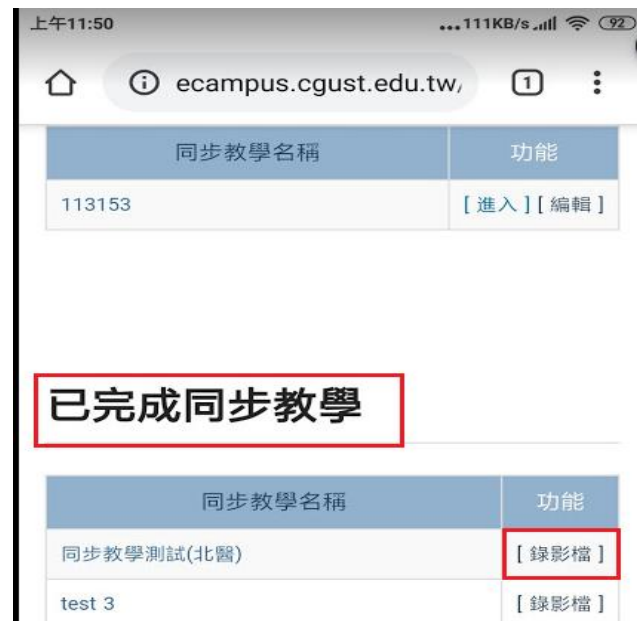 上午11:50 ...111KB/s 92
ecampus.cgust.edu.tw/ 1
同步教學名稱 功能
113153 [ 進入 ] [ 編輯 ]
已完成同步教學
同步教學名稱 功能
同步教學測試(北醫) [ 錄影檔 ]
test 3 [ 錄影檔 ]